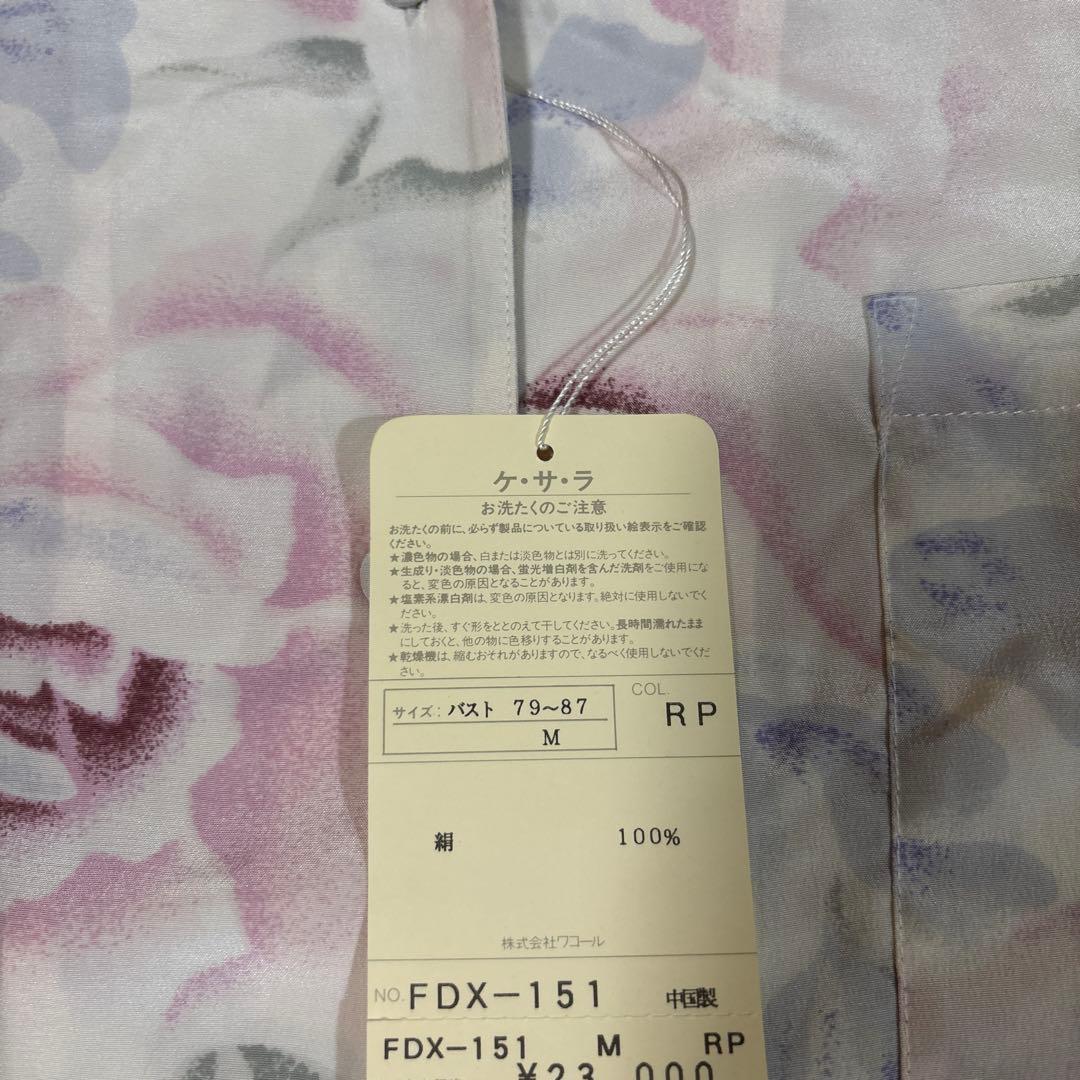 ケ・サ・ラ
お洗たくのご注意
お洗たくの前に、必らず製品についている取り扱い絵表示をご確認
ください。
★濃色物の場合、白または淡色物とは別に洗ってください。
★生成り・淡色物の場合、蛍光増白剤を含んだ洗剤をご使用にな
ると、変色の原因となることがあります。
★塩素系漂白剤は、変色の原因となります。絶対に使用しないでく
ださい。
★洗った後、すぐ形をととのえて干してください。長時間濡れたまま
にしておくと、他の物に色移りすることがあります。
★乾燥機は、縮むおそれがありますので、なるべく使用しないでくだ
さい。
サイズ: バスト 79~87
M
COL.
RP
絹 100%
株式会社ワコール
NO. FDX-151 中国製
FDX-151 M RP
¥23,000